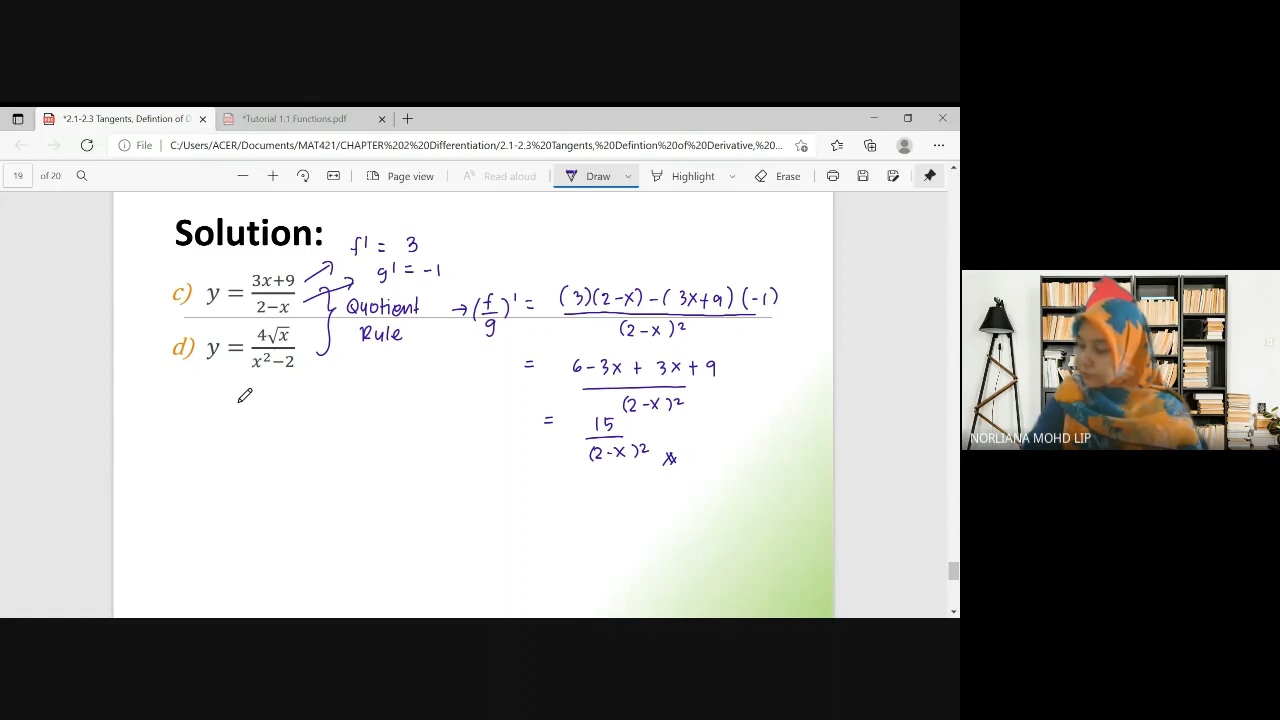 *2.1-2.3 Tangents, Defintion of D
*Tutorial 1.1 Functions.pdf
File
C:/Users/ACER/Documents/MAT421/CHAPTER%202%20Differentiation/2.1-2.3%20Tangents,%20Defintion%20of%20Derivative,%20...
19 of 20
Page view
Read aloud
Draw
Highlight
Erase
Solution:
f' = 3
g' = -1
c) y = (3x+9)/(2−x)
Quotient Rule → (f/g)' = ((3)(2-x) - (3x+9)(-1))/(2-x)²
d) y = 4√x/(x²−2)
= (6-3x + 3x+9)/(2-x)²
= 15/(2-x)²
NORLIANA MOHD LIP